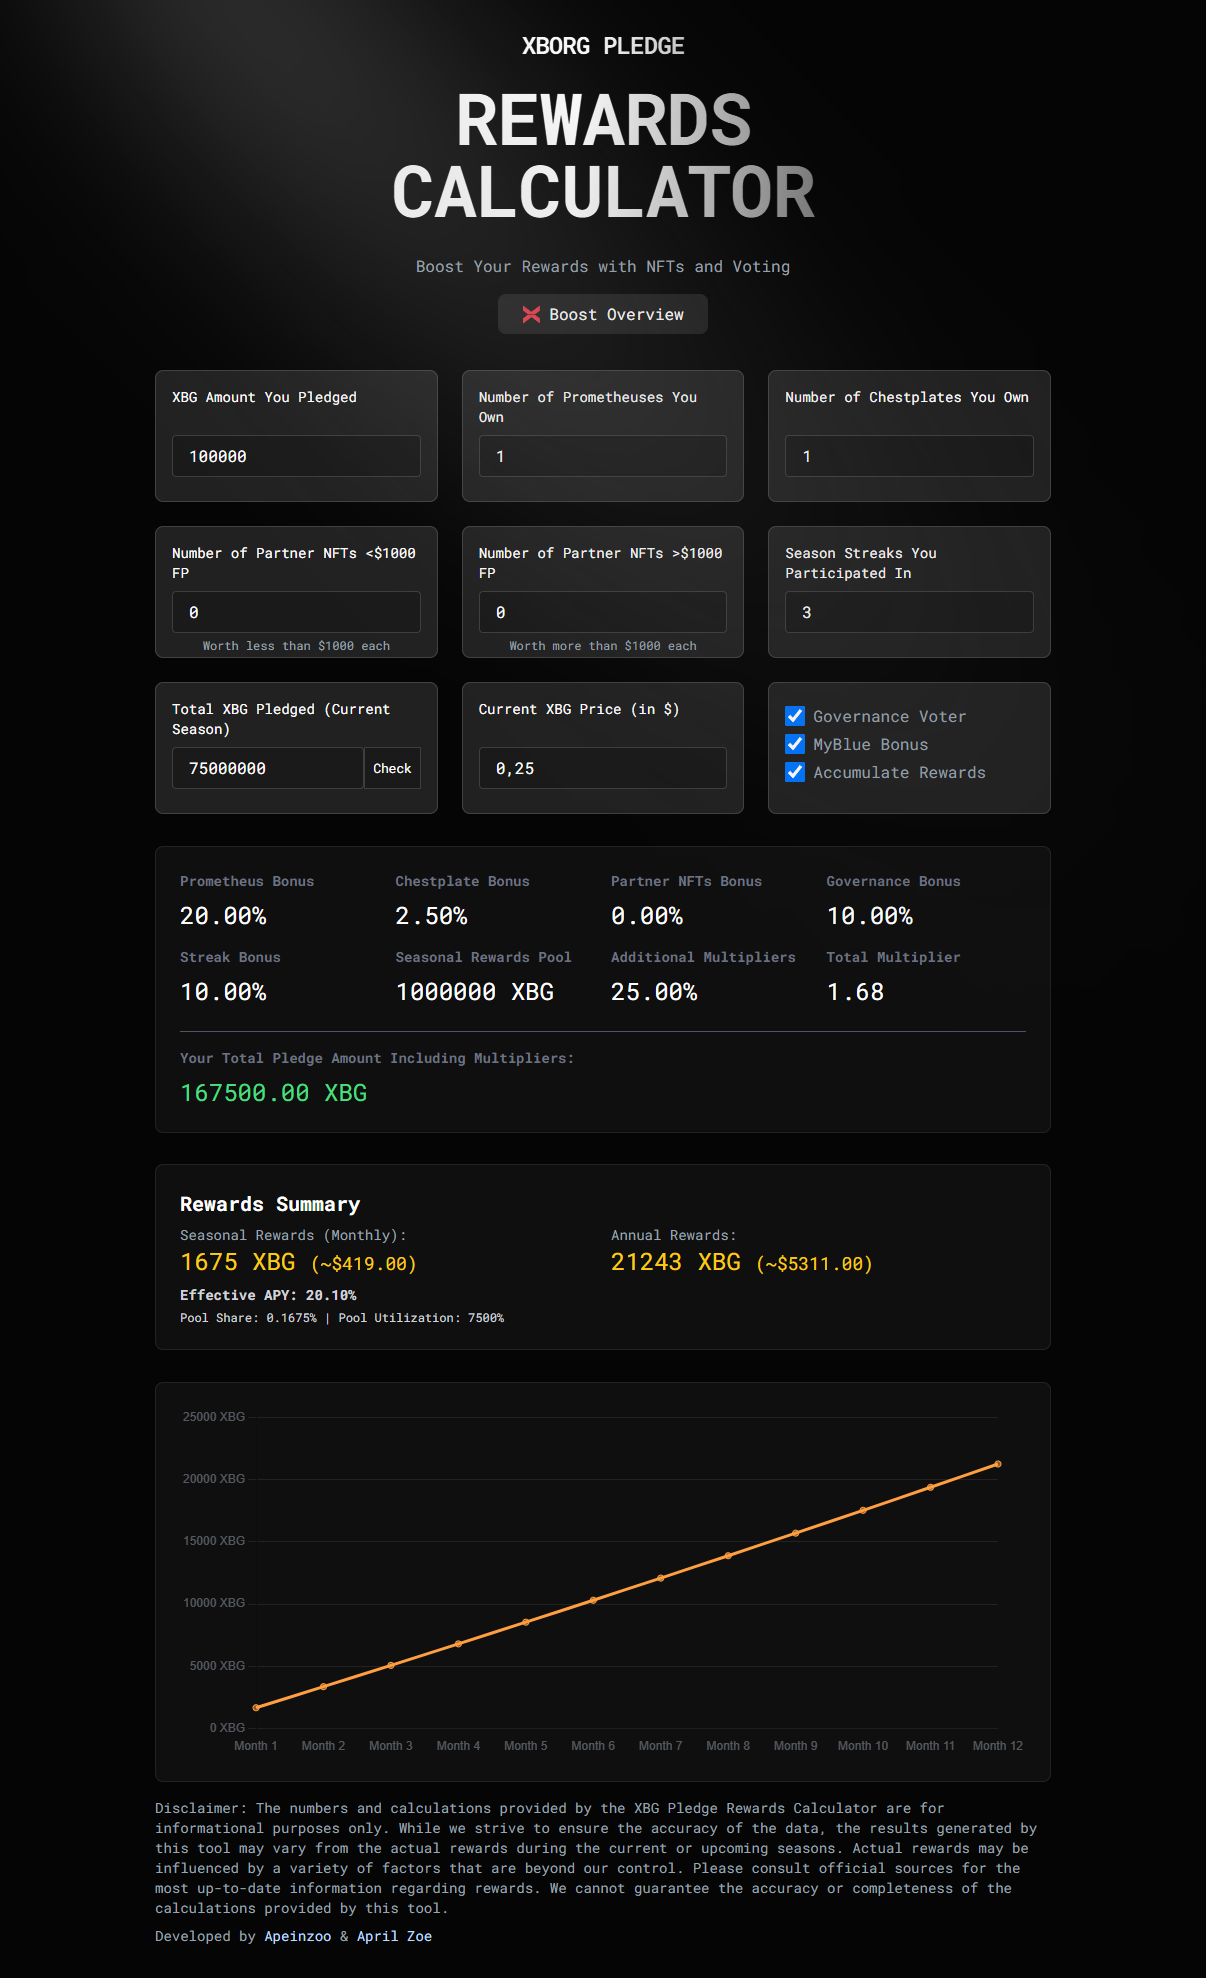 XBORG PLEDGE
REWARDS
CALCULATOR
Boost Your Rewards with NFTs and Voting
Boost Overview
XBG Amount You Pledged
100000
Number of Prometheuses You
Own
1
Number of Chestplates You Own
1
Number of Partner NFTs <$1000
FP
0
Worth less than $1000 each
Number of Partner NFTs >$1000
FP
0
Worth more than $1000 each
Season Streaks You
Participated In
3
Total XBG Pledged (Current
Season)
75000000
Check
Current XBG Price (in $)
0,25
Governance Voter
MyBlue Bonus
Accumulate Rewards
Prometheus Bonus
20.00%
Chestplate Bonus
2.50%
Partner NFTs Bonus
0.00%
Governance Bonus
10.00%
Streak Bonus
10.00%
Seasonal Rewards Pool
1000000 XBG
Additional Multipliers
25.00%
Total Multiplier
1.68
Your Total Pledge Amount Including Multipliers:
167500.00 XBG
Rewards Summary
Seasonal Rewards (Monthly):
1675 XBG (~$419.00)
Annual Rewards:
21243 XBG (~$5311.00)
Effective APY: 20.10%
Pool Share: 0.1675% | Pool Utilization: 7500%
25000 XBG
20000 XBG
15000 XBG
10000 XBG
5000 XBG
0 XBG
Month 1 Month 2 Month 3 Month 4 Month 5 Month 6 Month 7 Month 8 Month 9 Month 10 Month 11 Month 12
Disclaimer: The numbers and calculations provided by the XBG Pledge Rewards Calculator are for
informational purposes only. While we strive to ensure the accuracy of the data, the results generated by
this tool may vary from the actual rewards during the current or upcoming seasons. Actual rewards may be
influenced by a variety of factors that are beyond our control. Please consult official sources for the
most up-to-date information regarding rewards. We cannot guarantee the accuracy or completeness of the
calculations provided by this tool.
Developed by Apeinzoo & April Zoe